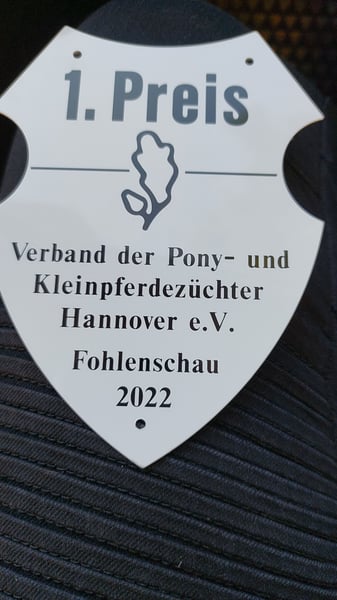 1. Preis
Verband der Pony- und
Kleinpferdezüchter
Hannover e.V.
Fohlenschau
2022